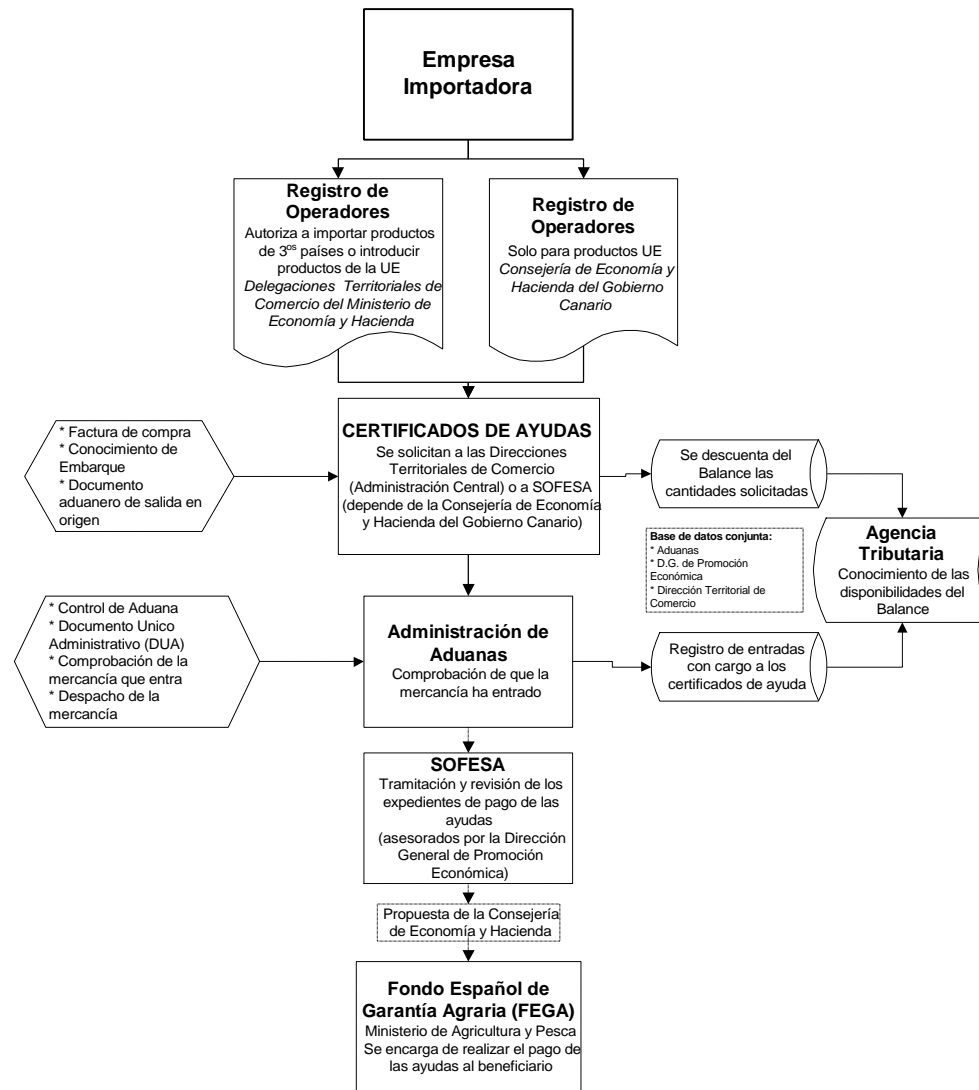 Empresa
Importadora
Registro de
Operadores
Autoriza a importar productos
de 3os países o introducir
productos de la UE
Delegaciones Territoriales de
Comercio del Ministerio de
Economía y Hacienda
Registro de
Operadores
Solo para productos UE
Consejería de Economía y
Hacienda del Gobierno
Canario
* Factura de compra
* Conocimiento de
Embarque
* Documento
aduanero de salida en
origen
CERTIFICADOS DE AYUDAS
Se solicitan a las Direcciones
Territoriales de Comercio
(Administración Central) o a SOFESA
(depende de la Consejería de Economía
y Hacienda del Gobierno Canario)
Se descuenta del
Balance las
cantidades solicitadas
Base de datos conjunta:
* Aduanas
* D.G. de Promoción
Económica
* Dirección Territorial de
Comercio
Agencia
Tributaria
Conocimiento de las
disponibilidades del
Balance
* Control de Aduana
* Documento Unico
Administrativo (DUA)
* Comprobación de la
mercancía que entra
* Despacho de la
mercancía
Administración de
Aduanas
Comprobación de que la
mercancía ha entrado
Registro de entradas
con cargo a los
certificados de ayuda
SOFESA
Tramitación y revisión de los
expedientes de pago de las
ayudas
(asesorados por la Dirección
General de Promoción
Económica)
Propuesta de la Consejería
de Economía y Hacienda
Fondo Español de
Garantía Agraria (FEGA)
Ministerio de Agricultura y Pesca
Se encarga de realizar el pago de
las ayudas al beneficiario